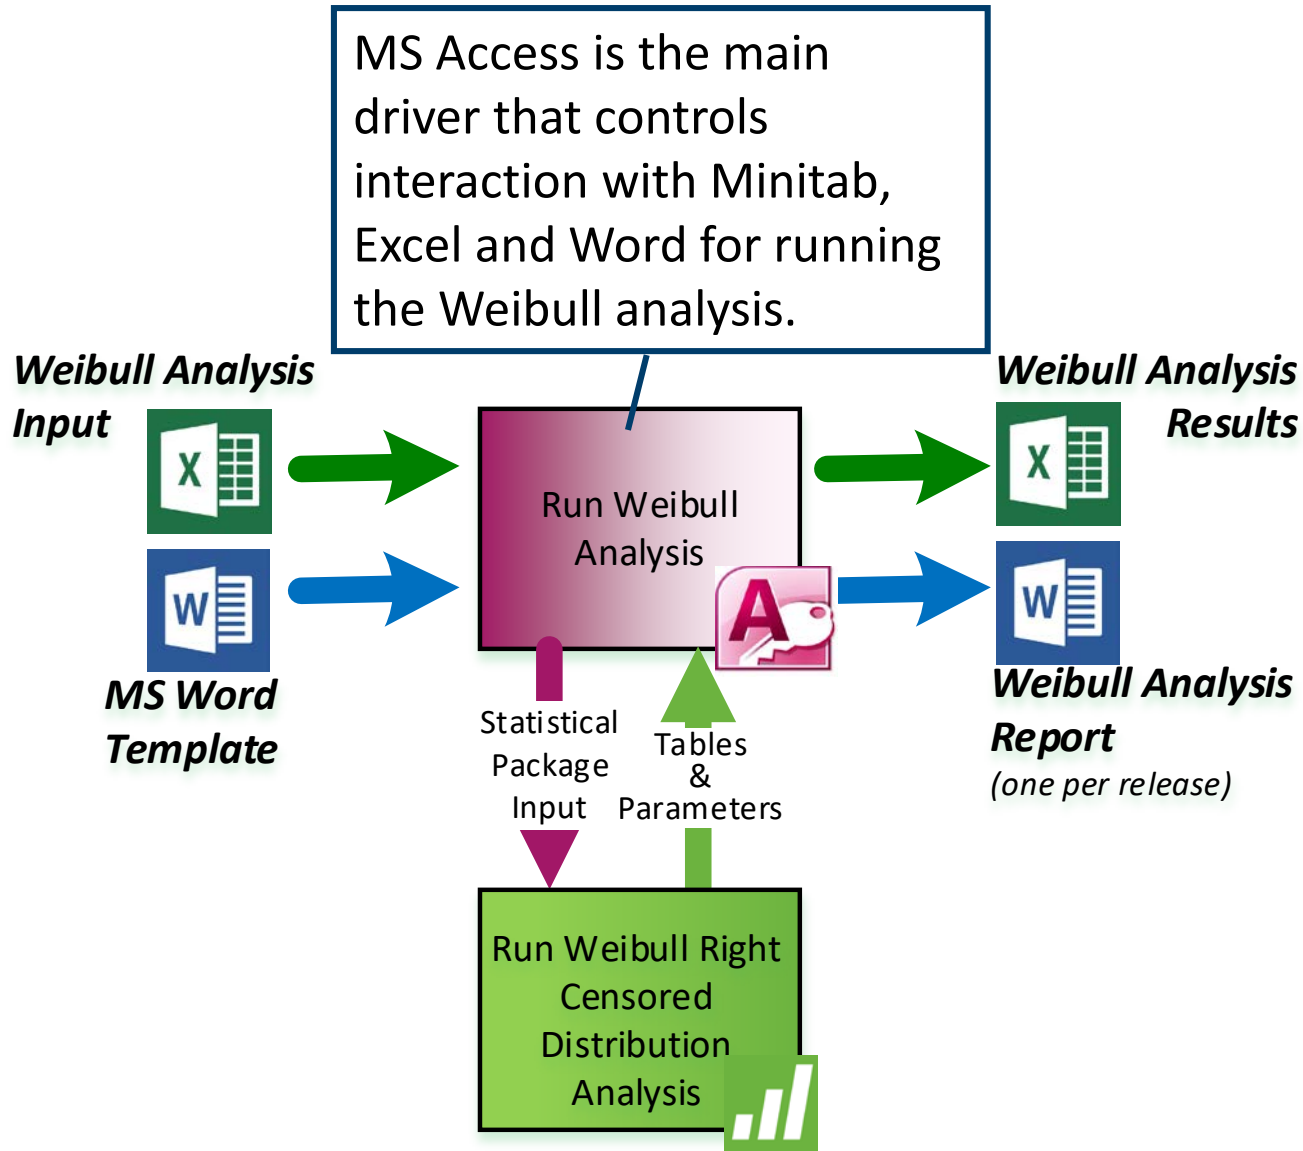 MS Access is the main
driver that controls
interaction with Minitab,
Excel and Word for running
the Weibull analysis.
Weibull Analysis
Input
X
W
MS Word
Template
Run Weibull
Analysis
A
Weibull Analysis
Results
X
W
Weibull Analysis
Report
(one per release)
Statistical
Package
Input
Tables
&
Parameters
Run Weibull Right
Censored
Distribution
Analysis